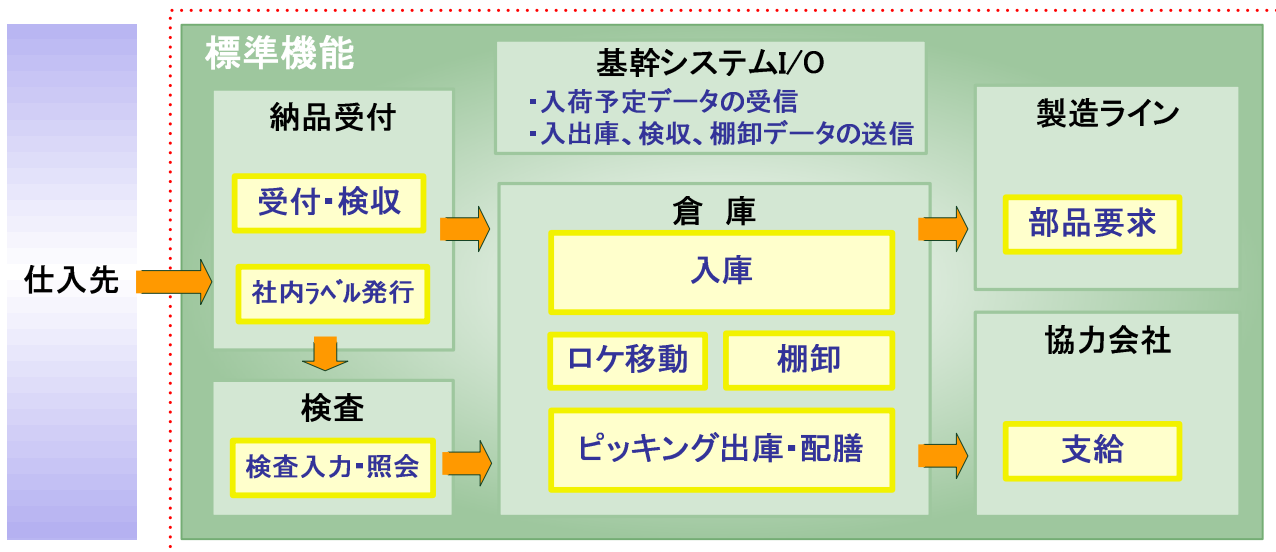 標準機能
仕入先
納品受付
受付・検収
社内ﾗﾍﾞﾙ発行
検査
検査入力・照会
基幹システムI/O
・入荷予定データの受信
・入出庫、検収、棚卸データの送信
倉 庫
入庫
ロケ移動
棚卸
ピッキング出庫・配膳
製造ライン
部品要求
協力会社
支給